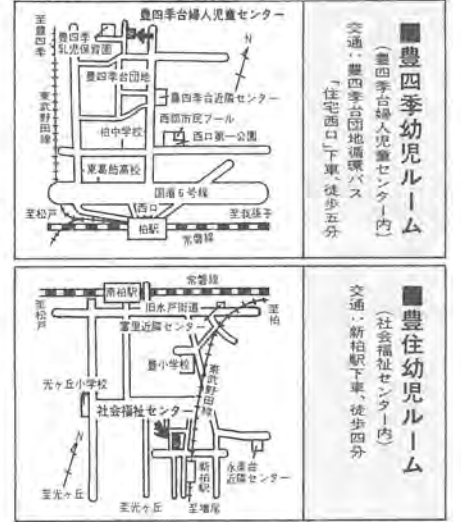 ■豊四季幼児ルーム
（豊四季台婦人児童センター内）
交通：豊四季台団地循環バス
「住宅西口」下車、徒歩五分
豊四季台婦人児童センター
至豊四季
豊四季乳児保育園
N
豊四季台団地
東武野田線
豊四季台近隣センター
西部市民プール
柏中学校
西口第一公園
東葛飾高校
国道6号線
西口
至松戸
至我孫子
柏駅
常磐線
■豊住幼児ルーム
（社会福祉センター内）
交通：新柏駅下車、徒歩四分
常磐線
南柏駅
至松戸
旧水戸街道
至柏
富里近隣センター
豊小学校
東武野田線
光ヶ丘小学校
社会福祉センター
N
新柏駅
永楽台
近隣センター
至光ヶ丘
至光ヶ丘
至増尾